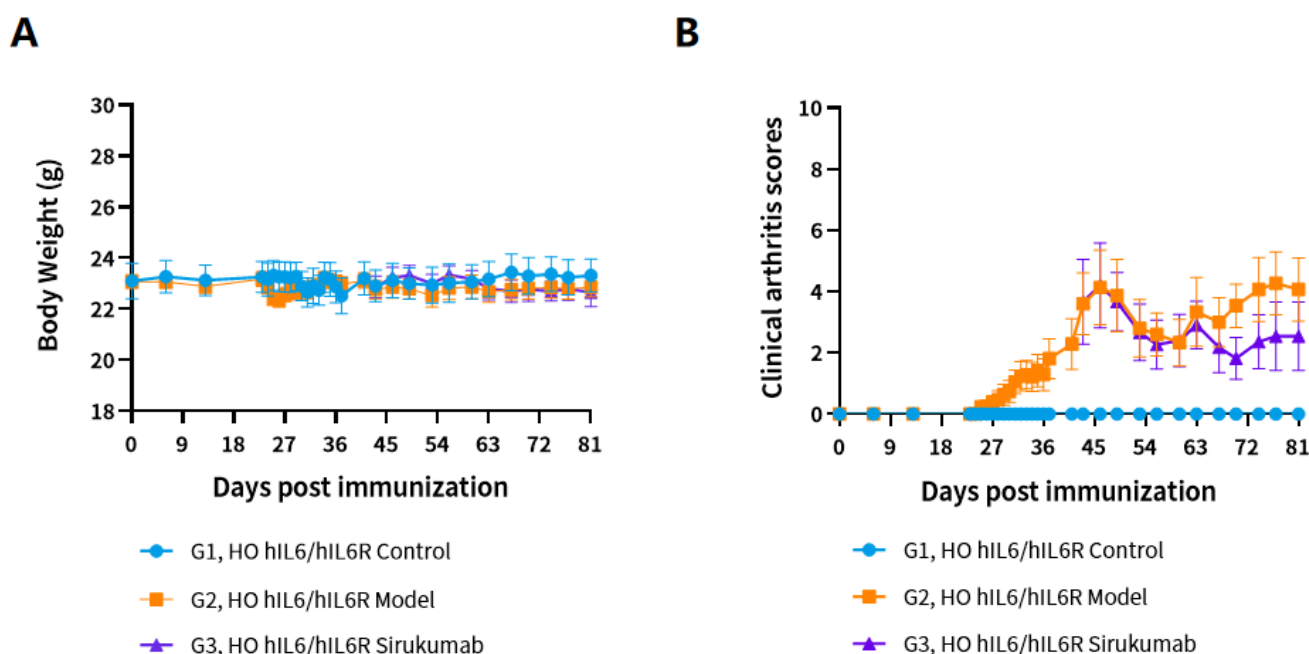 A
B
Body Weight (g)
30
28
26
24
22
20
18
0 9 18 27 36 45 54 63 72 81
Days post immunization
G1, HO hIL6/hIL6R Control
G2, HO hIL6/hIL6R Model
G3, HO hIL6/hIL6R Sirukumab
Clinical arthritis scores
10
8
6
4
2
0
0 9 18 27 36 45 54 63 72 81
Days post immunization
G1, HO hIL6/hIL6R Control
G2, HO hIL6/hIL6R Model
G3, HO hIL6/hIL6R Sirukumab